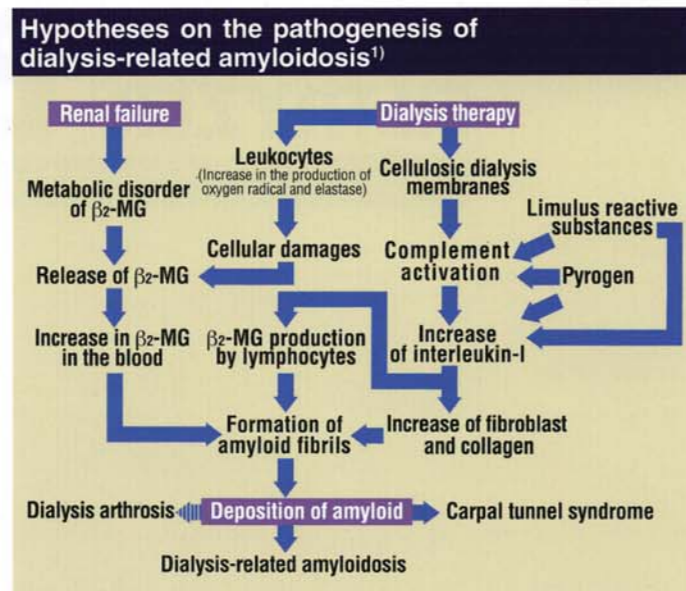 Hypotheses on the pathogenesis of
dialysis-related amyloidosis1)
Renal failure
Dialysis therapy
Leukocytes
(Increase in the production of
oxygen radical and elastase)
Cellulosic dialysis
membranes
Metabolic disorder
of β2-MG
Limulus reactive
substances
Cellular damages
Complement
activation
Release of β2-MG
Pyrogen
Increase in β2-MG
in the blood
β2-MG production
by lymphocytes
Increase
of interleukin-I
Formation of
amyloid fibrils
Increase of fibroblast
and collagen
Dialysis arthrosis
Deposition of amyloid
Carpal tunnel syndrome
Dialysis-related amyloidosis